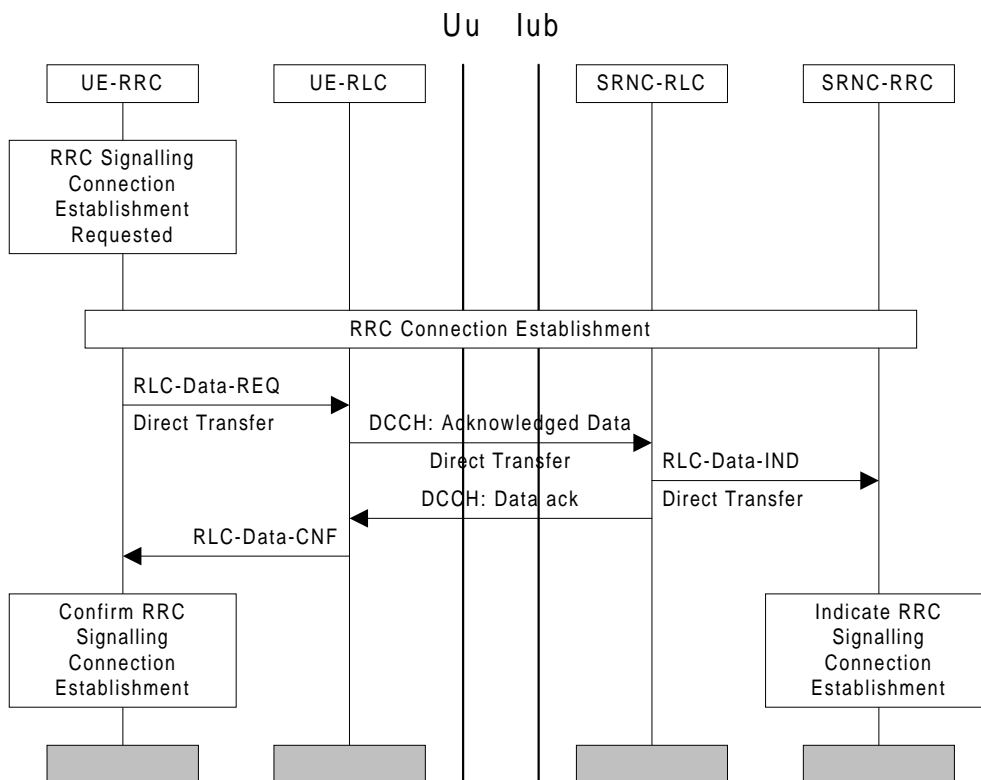 Uu Iub
UE-RRC UE-RLC SRNC-RLC SRNC-RRC
RRC Signalling
Connection
Establishment
Requested
RRC Connection Establishment
RLC-Data-REQ
Direct Transfer
DCCH: Acknowledged Data
Direct Transfer
RLC-Data-IND
Direct Transfer
DCCH: Data ack
RLC-Data-CNF
Confirm RRC
Signalling
Connection
Establishment
Indicate RRC
Signalling
Connection
Establishment